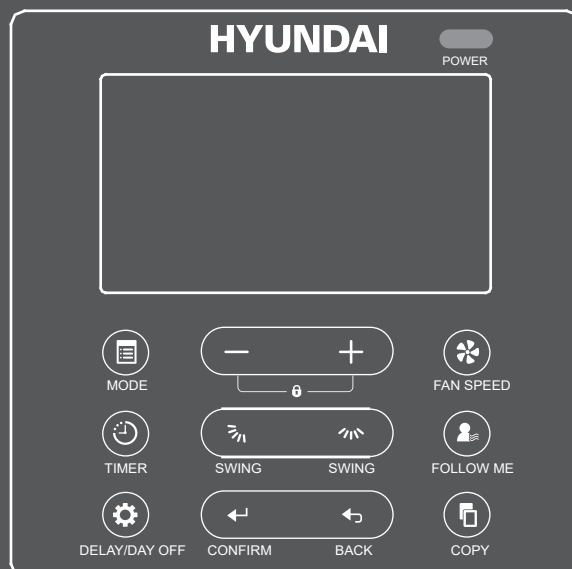 HYUNDAI
POWER
MODE
FAN SPEED
TIMER
SWING
SWING
FOLLOW ME
DELAY/DAY OFF
CONFIRM
BACK
COPY